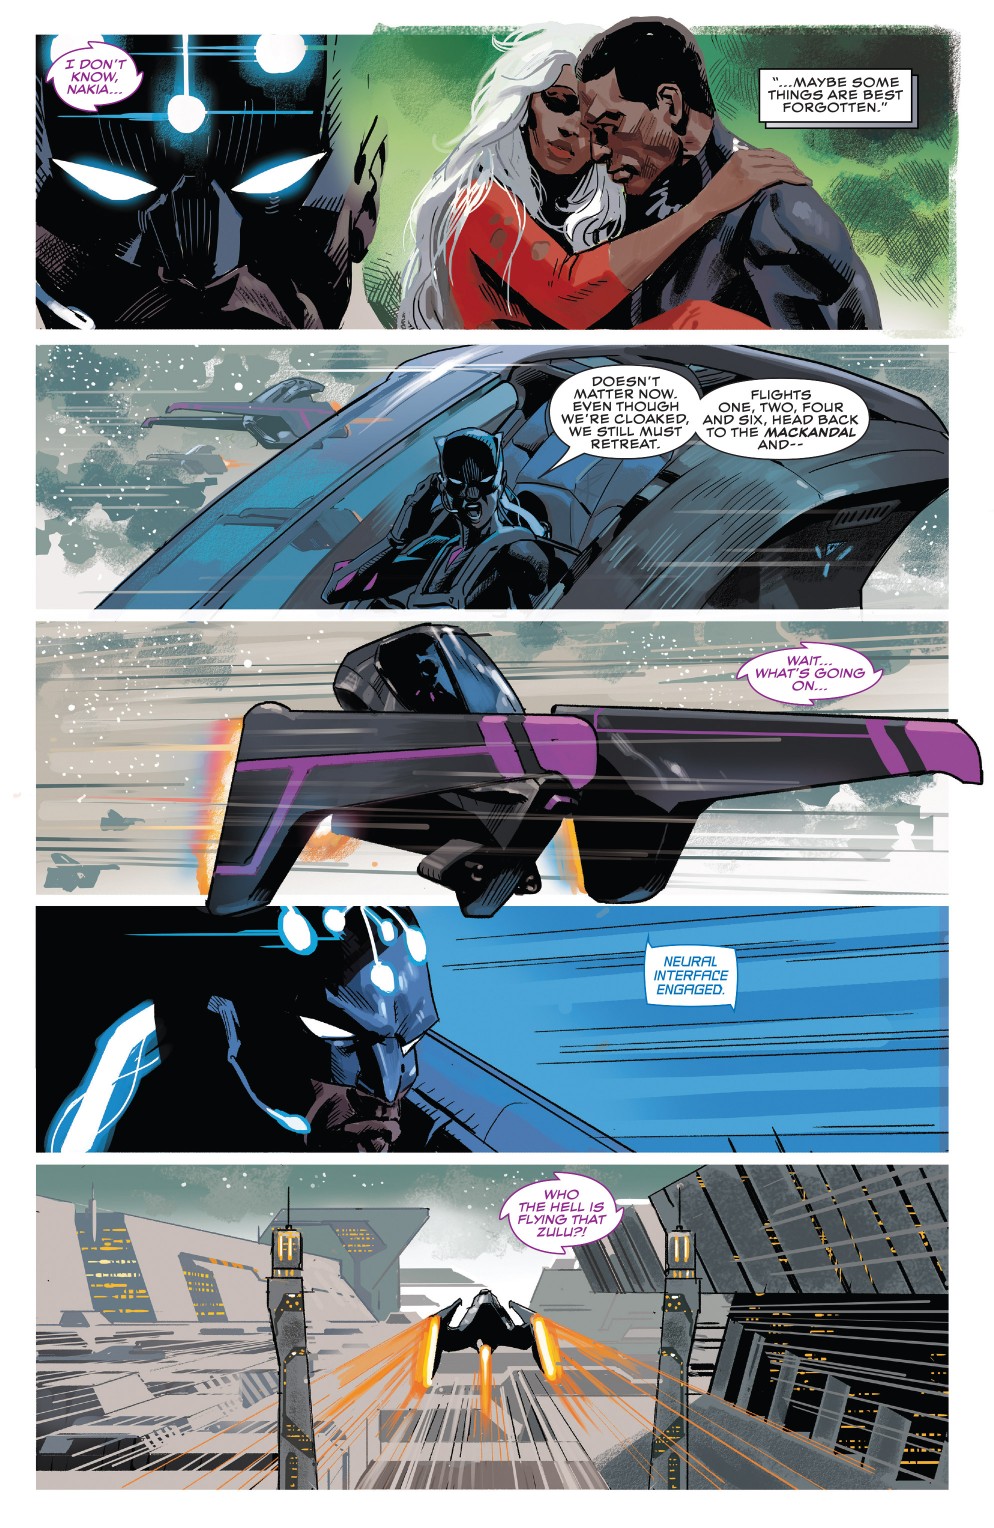 I DON'T
KNOW,
NAKIA...
"...MAYBE SOME
THINGS ARE BEST
FORGOTTEN."
DOESN'T
MATTER NOW.
EVEN THOUGH
WE'RE CLOAKED,
WE STILL MUST
RETREAT.
FLIGHTS
ONE, TWO, FOUR
AND SIX, HEAD BACK
TO THE MACKANDAL
AND--
WAIT...
WHAT'S GOING
ON...
NEURAL
INTERFACE
ENGAGED.
WHO
THE HELL IS
FLYING THAT
ZULU?!